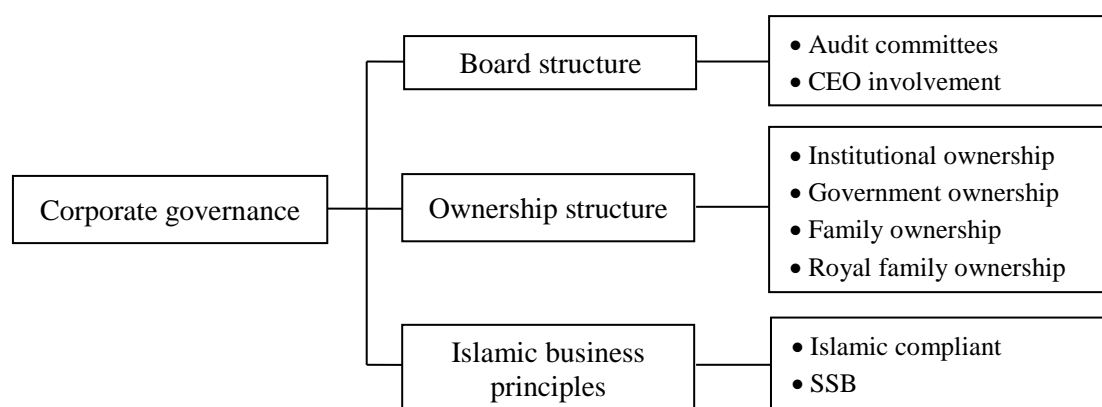 Corporate governance
Board structure
• Audit committees
• CEO involvement
Ownership structure
• Institutional ownership
• Government ownership
• Family ownership
• Royal family ownership
Islamic business
principles
• Islamic compliant
• SSB